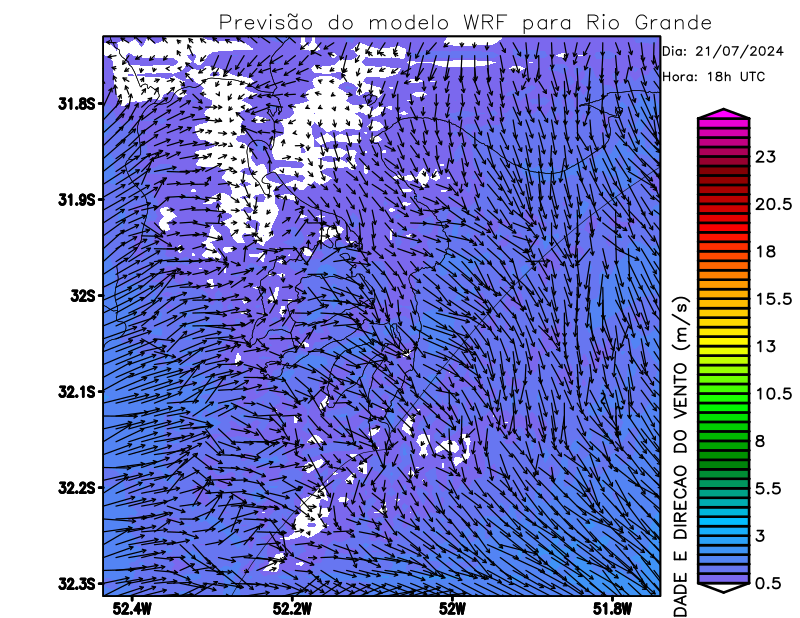 Previsão do modelo WRF para Rio Grande
Dia: 21/07/2024
Hora: 18h UTC
31.8S
31.9S
32S
32.1S
32.2S
32.3S
52.4W
52.2W
52W
51.8W
DADE E DIRECAO DO VENTO (m/s)
23
20.5
18
15.5
13
10.5
8
5.5
3
0.5